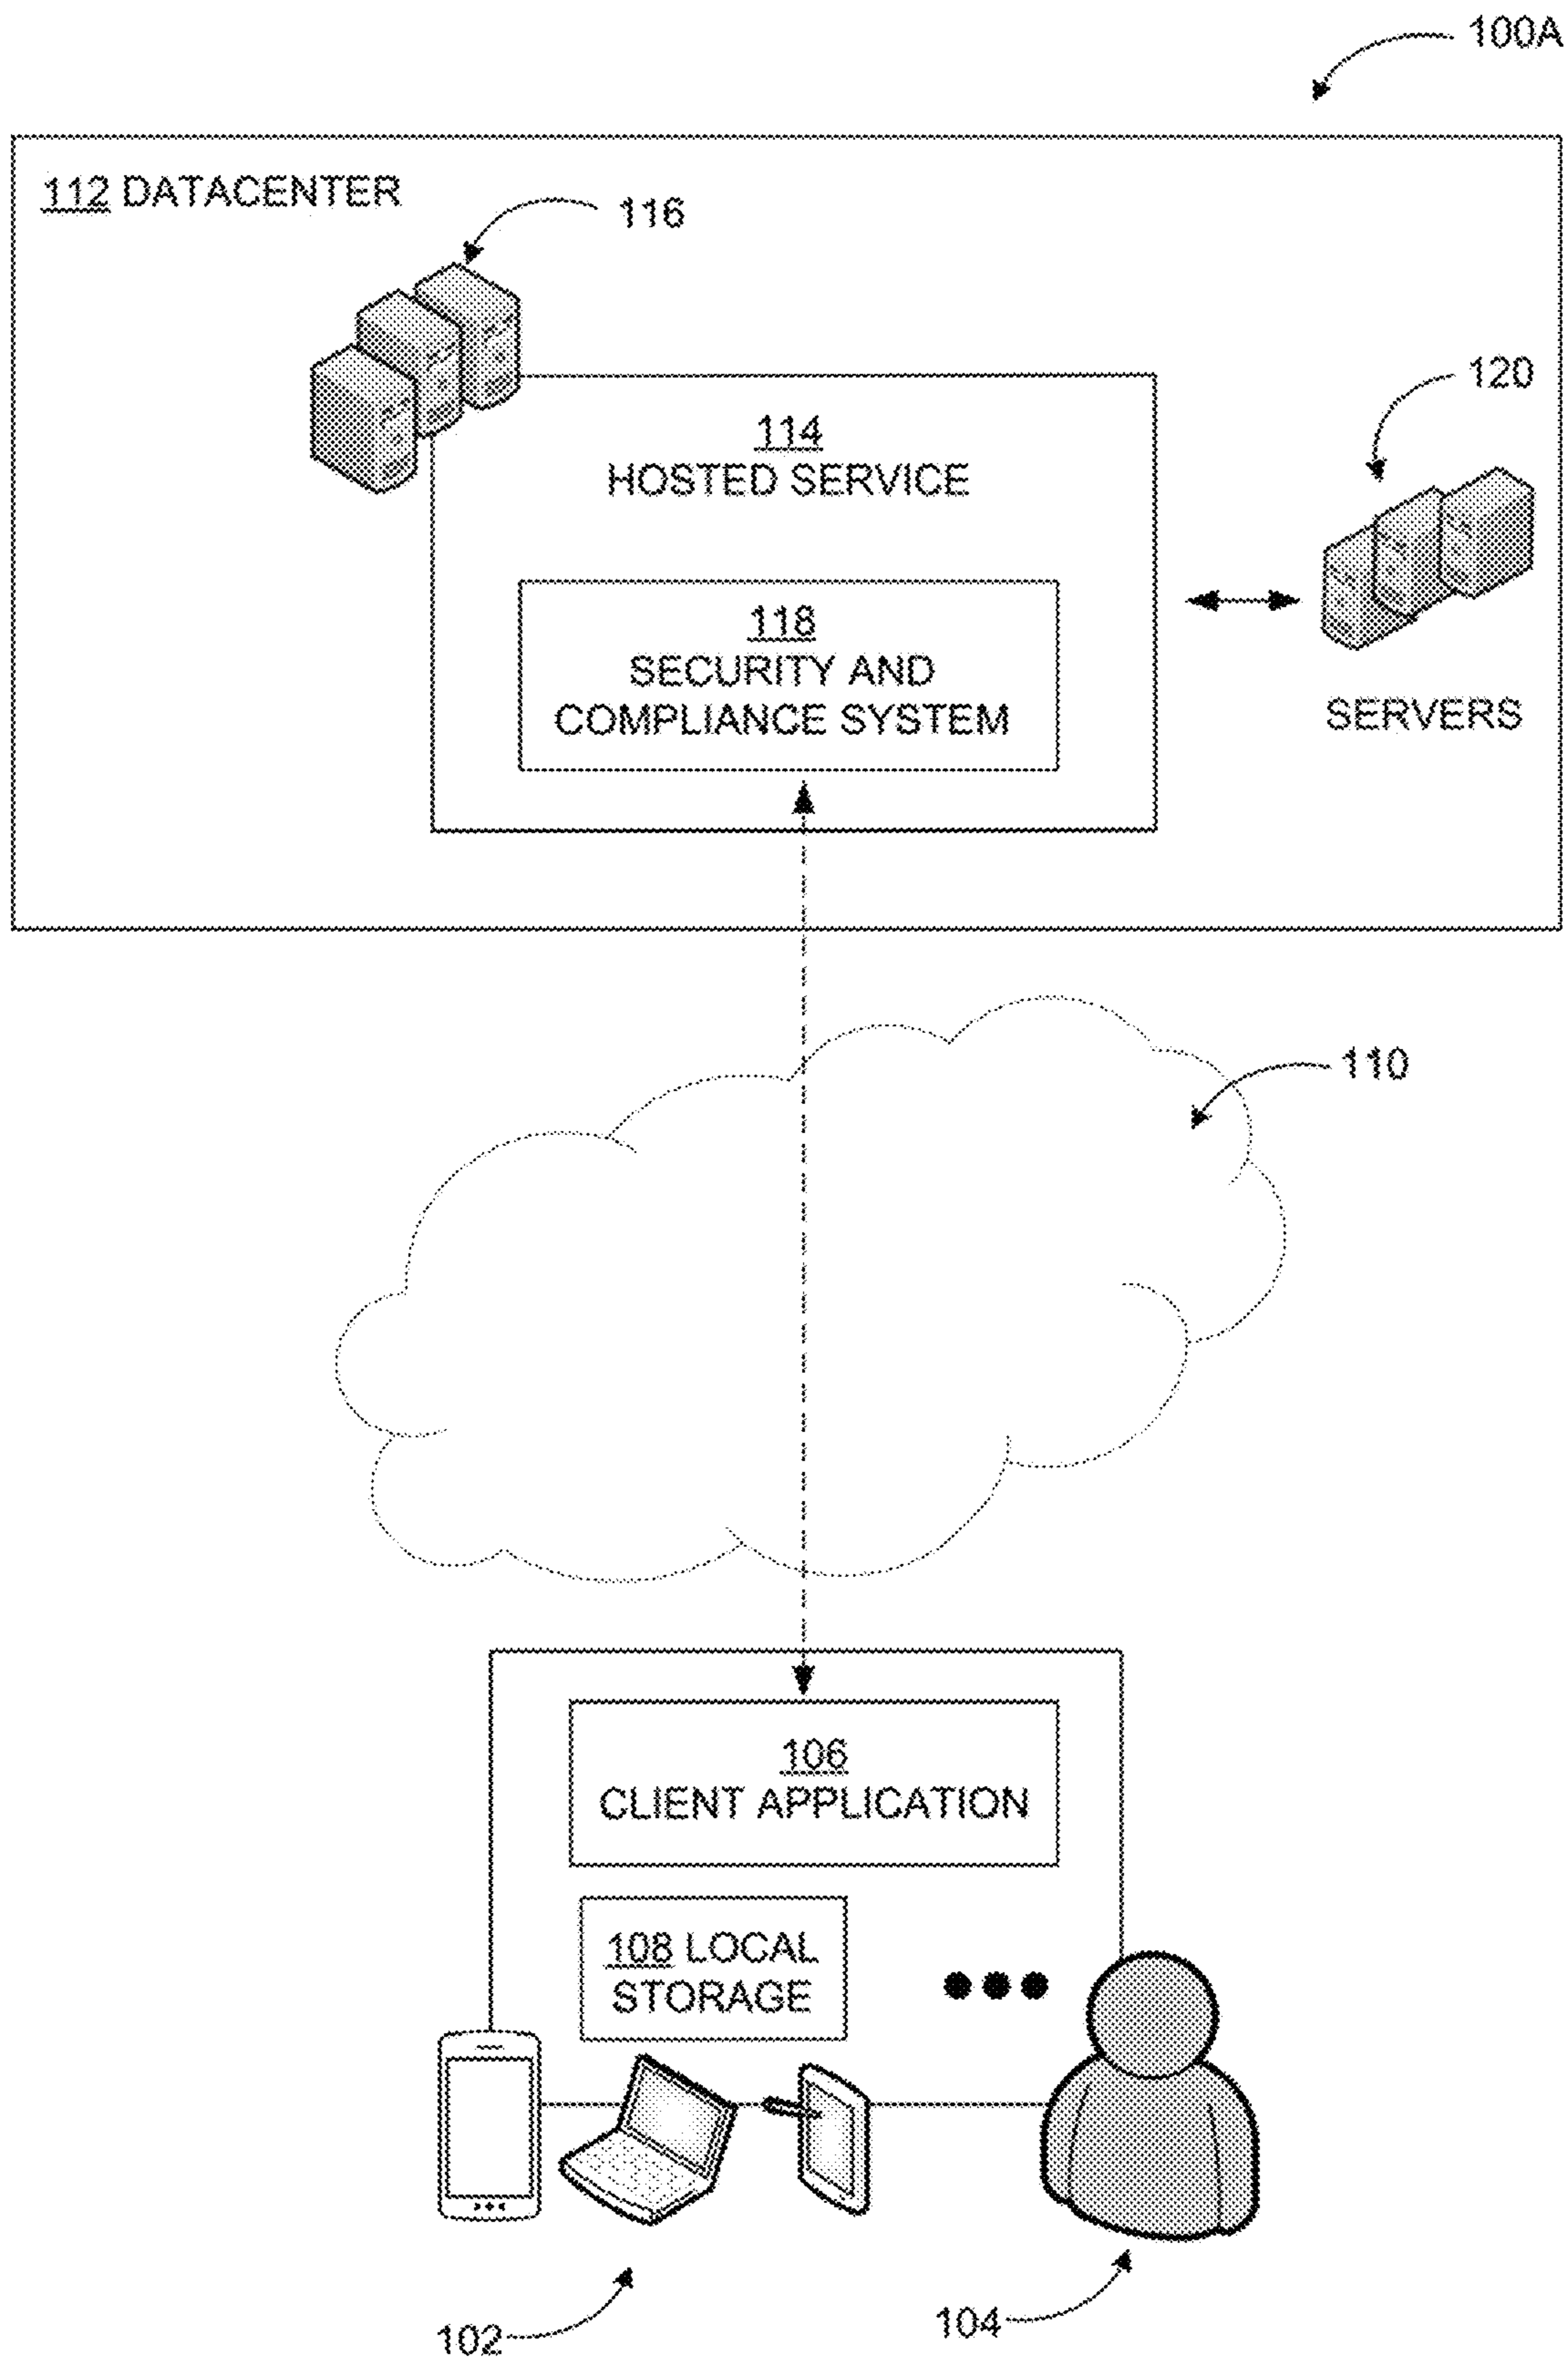 100A
112 DATACENTER
116
120
114
HOSTED SERVICE
118
SECURITY AND
COMPLIANCE SYSTEM
SERVERS
110
106
CLIENT APPLICATION
108 LOCAL
STORAGE
102
104